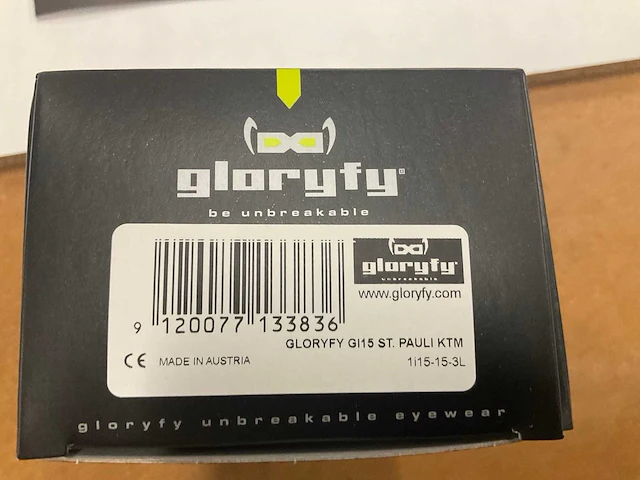 gloryfy®
be unbreakable
gloryfy
unbreakable
www.gloryfy.com
9 120077 133836
GLORYFY GI15 ST. PAULI KTM
CE MADE IN AUSTRIA 1i15-15-3L
gloryfy unbreakable eyewear